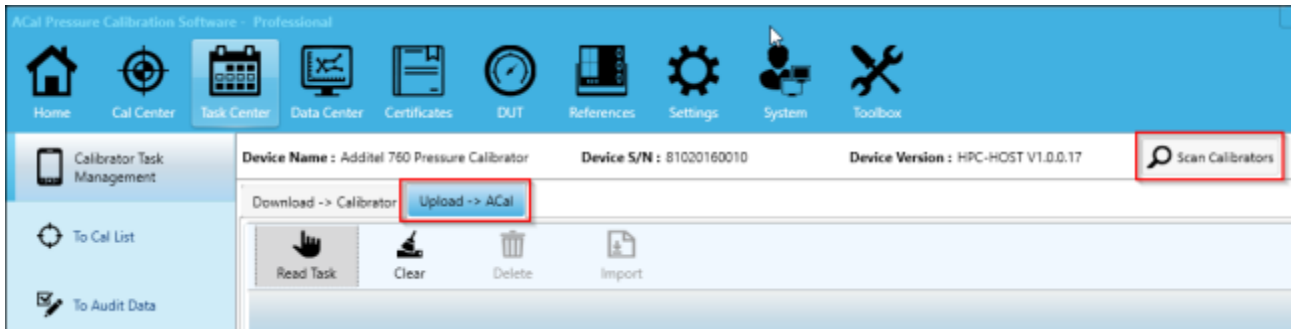 ACal Pressure Calibration Software - Professional
Home Cal Center Task Center Data Center Certificates DUT References Settings System Toolbox
Calibrator Task
Management
Device Name : Additel 760 Pressure Calibrator Device S/N : 81020160010 Device Version : HPC-HOST V1.0.0.17 Scan Calibrators
Download -> Calibrator Upload -> ACal
To Cal List
Read Task Clear Delete Import
To Audit Data